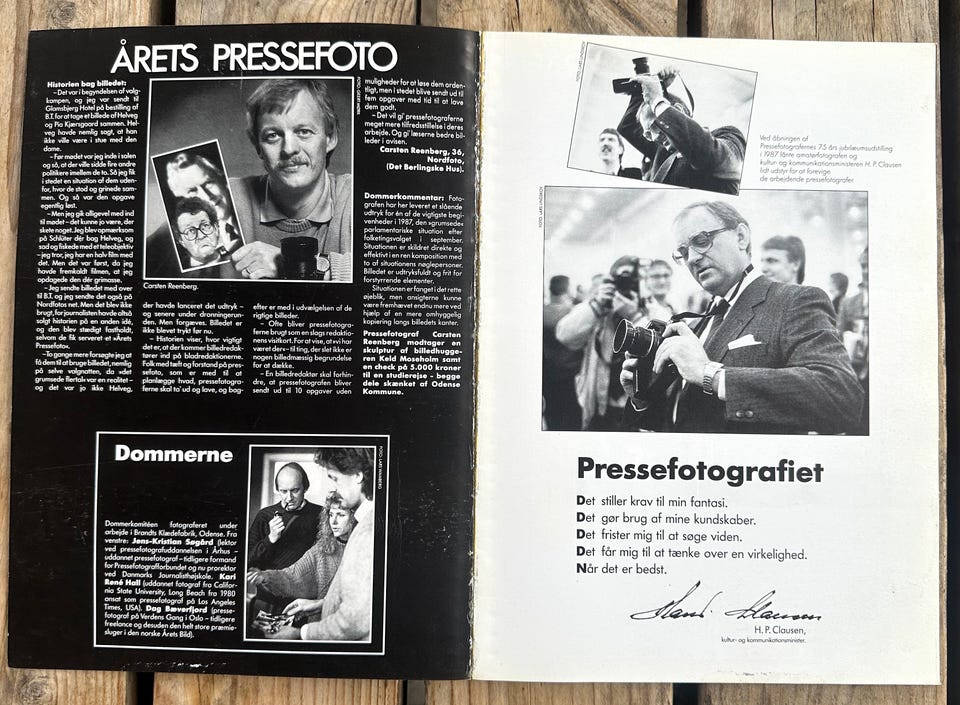 ÅRETS PRESSEFOTO
Historien bag billedet:
– Det var i begyndelsen af valg-
kampen, og jeg var sendt til
Glamsbjerg Hotel på bestilling af
B.T. for at tage et billede af Helveg
og Pia Kjærsgaard sammen. Hel-
veg havde nemlig sagt, at han
ikke ville være i stue med den
dame.
– Før mødet var jeg inde i salen
og så, at der ville sidde fire andre
politikere imellem de to. Så jeg fik
i stedet en situation af dem uden-
for, hvor de stod og grinede sam-
men. Og så var den opgave
egentlig løst.
– Men jeg gik alligevel med ind
til mødet – det kunne jo være, der
skete noget. Jeg blev opmærksom
på Schlüter dér bag Helveg, og
sad og fiskede med et teleobjektiv
– jeg tror, jeg har en halv film med
det. Men det var først, da jeg
havde fremkaldt filmen, at jeg
opdagede den dér grimasse.
– Jeg sendte billedet med over
til B.T. og jeg sendte det også på
Nordfotos net. Men det blev ikke
brugt, for journalisten havde altså
solgt historien på en anden idé,
og den blev stædigt fastholdt,
selvom de fik serveret et »Årets
Pressefoto«.
– To gange mere forsøgte jeg at
få dem til at bruge billedet, nemlig
på selve valgnatten, da »det
grumsede flertal« var en realitet –
og det var jo ikke Helveg,
FOTO: GEERT MØRK
Carsten Reenberg.
der havde lanceret det udtryk –
og senere under dronningerun-
den. Men forgæves. Billedet er
ikke blevet trykt før nu.
– Historien viser, hvor vigtigt
det er, at der kommer billedredak-
tører ind på bladredaktionerne.
Folk med tæft og forstand på pres-
sefoto, som er med til at
planlægge hvad, pressefotogra-
ferne skal ta' ud og lave, og bag-
efter er med i udvælgelsen af de
rigtige billeder.
– Ofte bliver pressefotogra-
ferne brugt som en slags redaktio-
nens visitkort. For at vise, at vi har
været der« – til ting, der slet ikke er
nogen billedmæssig begrundelse
for at dække.
– En billedredaktør skal forhin-
dre, at pressefotografen bliver
sendt ud til 10 opgaver uden
muligheder for at løse dem orden-
tligt, men i stedet blive sendt ud til
fem opgaver med tid til at lave
dem godt.
– Det vil gi' pressefotograferne
meget mere tilfredsstillelse i deres
arbejde. Og gi' læserne bedre bil-
leder i avisen.
Carsten Reenberg, 36,
Nordfoto,
(Det Berlingske Hus).
Dommerkommentar: Foto-
grafen har her leveret et slående
udtryk for én af de vigtigste begi-
venheder i 1987, den »grumsede«
parlamentariske situation efter
folketingsvalget i september.
Situationen er skildret direkte og
effektivt i en ren komposition med
to af situationens nøglepersoner.
Billedet er udtryksfuldt og frit for
forstyrrende elementer.
Situationen er fanget i det rette
øjeblik, men ansigterne kunne
være fremhævet endnu mere ved
hjælp af en mere omhyggelig
kopiering langs billedets kanter.
Pressefotograf Carsten
Reenberg modtager en
skulptur af billedhugge-
ren Keld Moseholm samt
en check på 5.000 kroner
til en studierejse - begge
dele skænket af Odense
Kommune.
Dommerne
Dommerkomitéen fotograferet under
arbejde i Brandts Klædefabrik, Odense. Fra
venstre: Jens-Kristian Søgård (lektor
ved pressefotografuddannelsen i Århus –
uddannet pressefotograf – tidligere formand
for Pressefotografforbundet og nu prorektor
ved Danmarks Journalisthøjskole, Kari
René Hall (uddannet fotograf fra Califor-
nia State University, Long Beach fra 1980
ansat som pressefotograf på Los Angeles
Times, USA). Dag Bæverfjord (presse-
fotograf på Verdens Gang i Oslo – tidligere
freelance og desuden den helt store præmie-
sluger i den norske Årets Bild).
FOTO: LARS
FOTO: LARS LINDSKOV
Ved åbningen af
Pressefotografernes 75 års jubilæumsudstilling
i 1987 lånte amatørfotografen og
kultur- og kommunikationsministeren H. P. Clausen
lidt udstyr for at forevige
de arbejdende pressefotografer.
FOTO: LARS LINDSKOV
Pressefotografiet
Det stiller krav til min fantasi.
Det gør brug af mine kundskaber.
Det frister mig til at søge viden.
Det får mig til at tænke over en virkelighed.
Når det er bedst.
H. P. Clausen,
kultur- og kommunikationsminister.